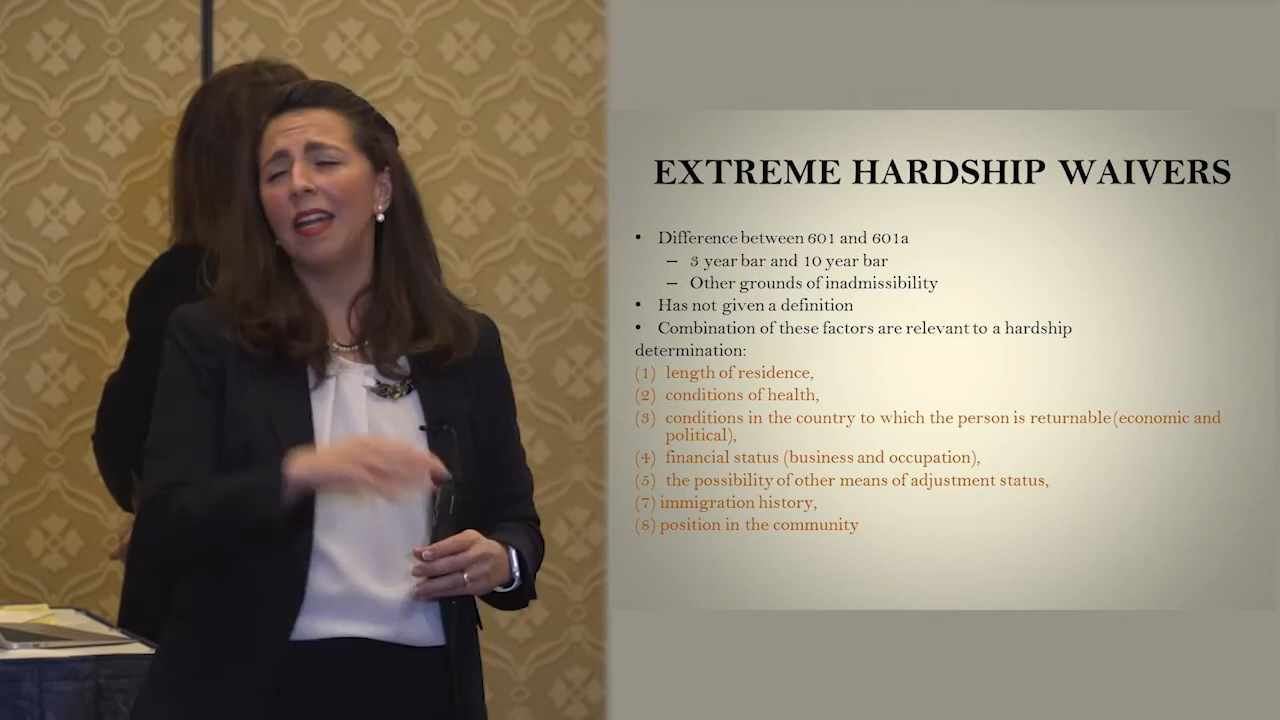 EXTREME HARDSHIP WAIVERS
• Difference between 601 and 601a
– 3 year bar and 10 year bar
– Other grounds of inadmissibility
• Has not given a definition
• Combination of these factors are relevant to a hardship
determination:
(1) length of residence,
(2) conditions of health,
(3) conditions in the country to which the person is returnable (economic and
political),
(4) financial status (business and occupation),
(5) the possibility of other means of adjustment status,
(7) immigration history,
(8) position in the community